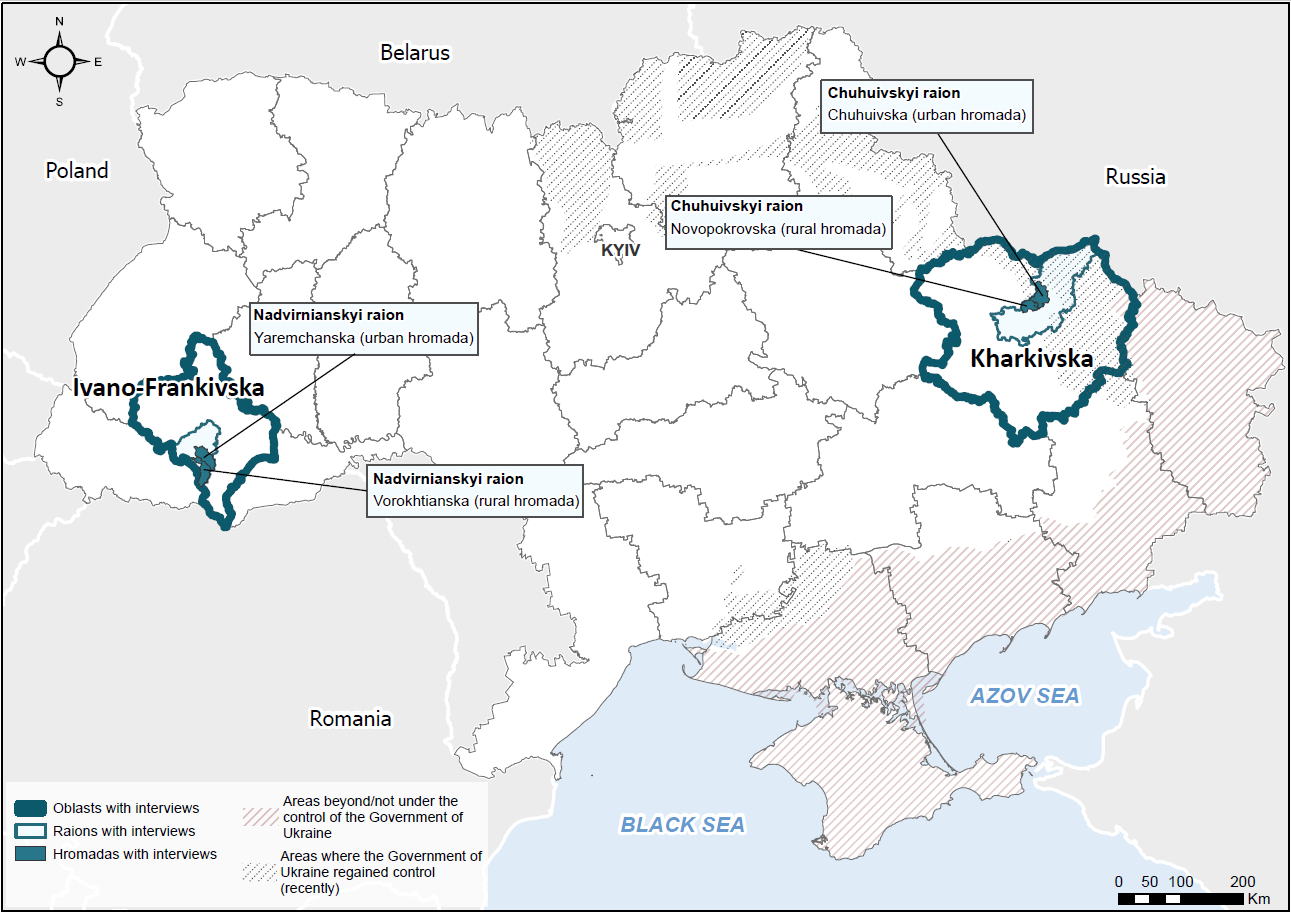 N
W
E
S
Belarus
Poland
Russia
Chuhuivskyi raion
Chuhuivska (urban hromada)
Chuhuivskyi raion
Novopokrovska (rural hromada)
KYIV
Nadvirnianskyi raion
Yaremchanska (urban hromada)
Kharkivska
Ivano-Frankivska
Nadvirnianskyi raion
Vorokhtianska (rural hromada)
Romania
AZOV SEA
BLACK SEA
Oblasts with interviews
Raions with interviews
Hromadas with interviews
Areas beyond/not under the
control of the Government of
Ukraine
Areas where the Government of
Ukraine regained control
(recently)
0 50 100 200
Km